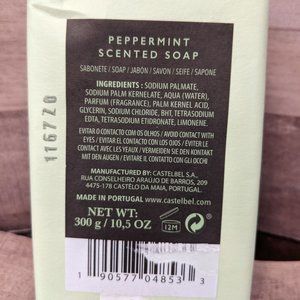 PEPPERMINT
SCENTED SOAP
SABONETE / SOAP / JABÓN / SAVON / SEIFE / SAPONE
INGREDIENTS : SODIUM PALMATE,
SODIUM PALM KERNELATE, AQUA (WATER),
PARFUM (FRAGRANCE), PALM KERNEL ACID,
GLYCERIN, SODIUM CHLORIDE, BHT, TETRASODIUM
EDTA, TETRASODIUM ETIDRONATE, LIMONENE.
EVITAR O CONTACTO COM OS OLHOS / AVOID CONTACT WITH
EYES / EVITAR EL CONTACTO CON LOS OJOS / EVITER LE
CONTACT AVEC LES YEUX / VERMEIDEN SIE DEN KONTAKT
MIT DEN AUGEN / EVITARE IL CONTATTO CON GLI OCCHI
MANUFACTURED BY: CASTELBEL S.A.,
RUA CONSELHEIRO ARAÚJO DE BARROS, 209
4475-178 CASTÊLO DA MAIA, PORTUGAL.
MADE IN PORTUGAL www.castelbel.com
NET WT:
300 g / 10,5 OZ
12M
1 90577 04853 3
116720